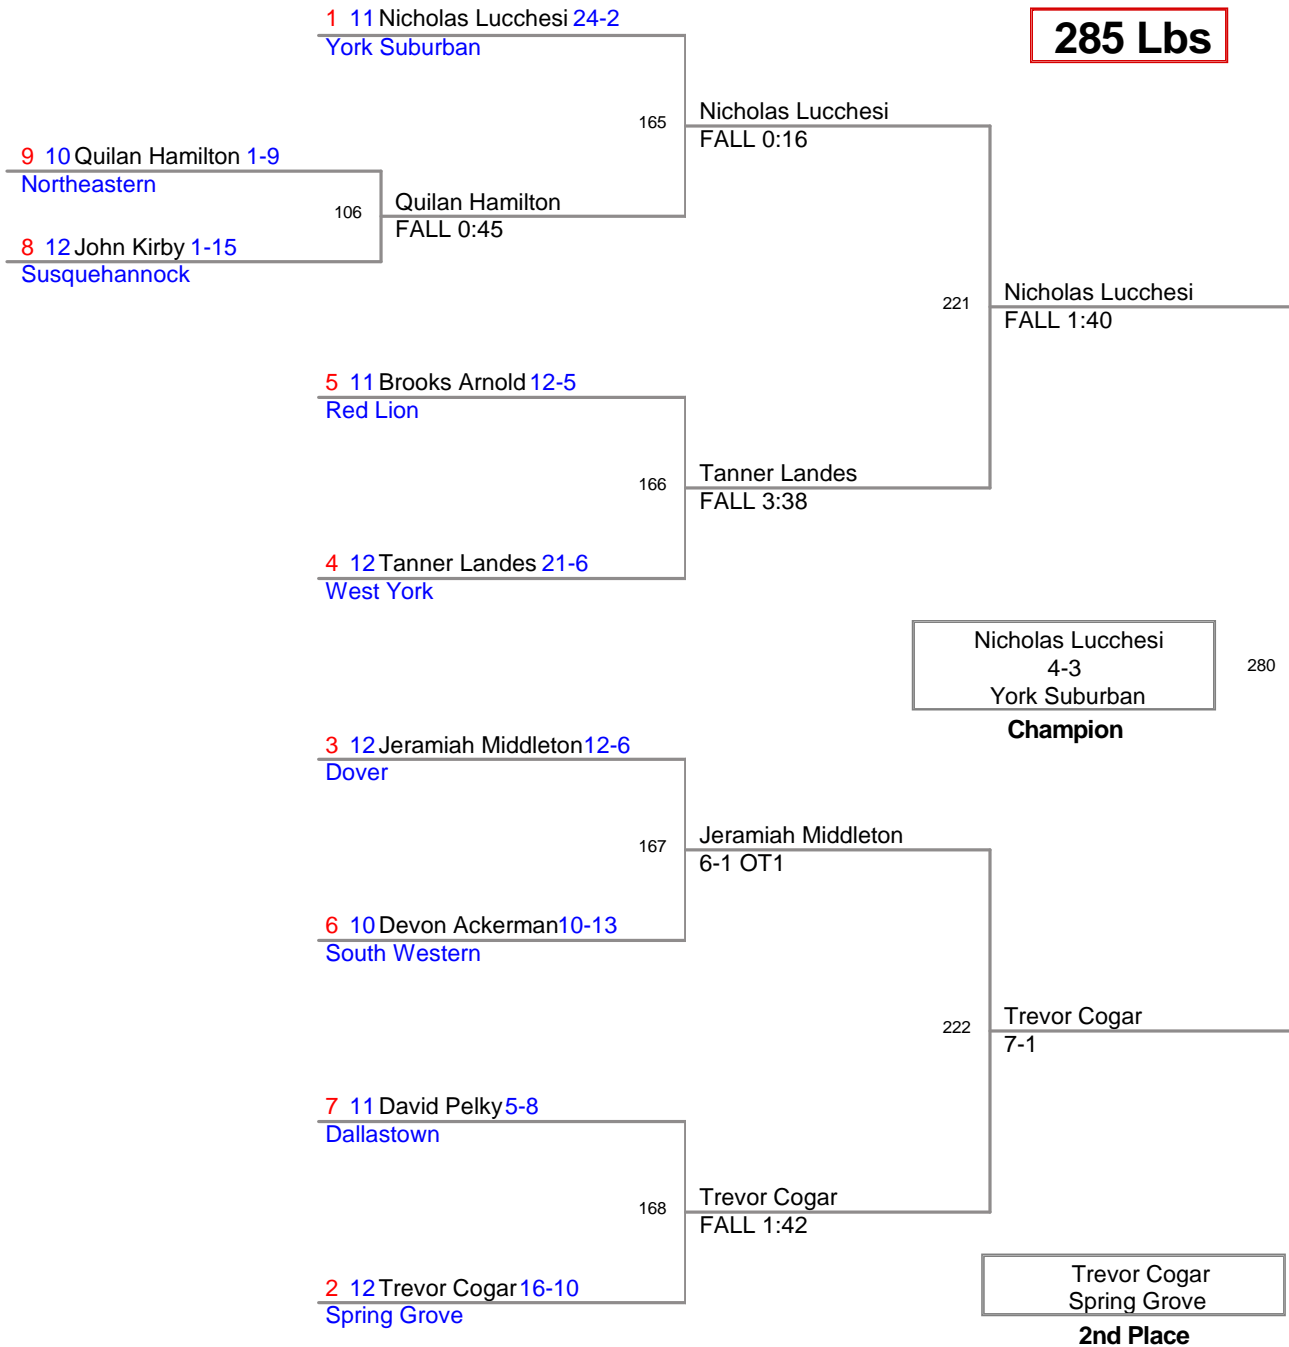 1 11 Nicholas Lucchesi 24-2
York Suburban
285 Lbs
165
Nicholas Lucchesi
FALL 0:16
9 10 Quilan Hamilton 1-9
Northeastern
106
Quilan Hamilton
FALL 0:45
8 12 John Kirby 1-15
Susquehannock
221
Nicholas Lucchesi
FALL 1:40
5 11 Brooks Arnold 12-5
Red Lion
166
Tanner Landes
FALL 3:38
4 12 Tanner Landes 21-6
West York
Nicholas Lucchesi
4-3
York Suburban
280
Champion
3 12 Jeramiah Middleton 12-6
Dover
167
Jeramiah Middleton
6-1 OT1
6 10 Devon Ackerman 10-13
South Western
222
Trevor Cogar
7-1
7 11 David Pelky 5-8
Dallastown
168
Trevor Cogar
FALL 1:42
2 12 Trevor Cogar 16-10
Spring Grove
Trevor Cogar
Spring Grove
2nd Place